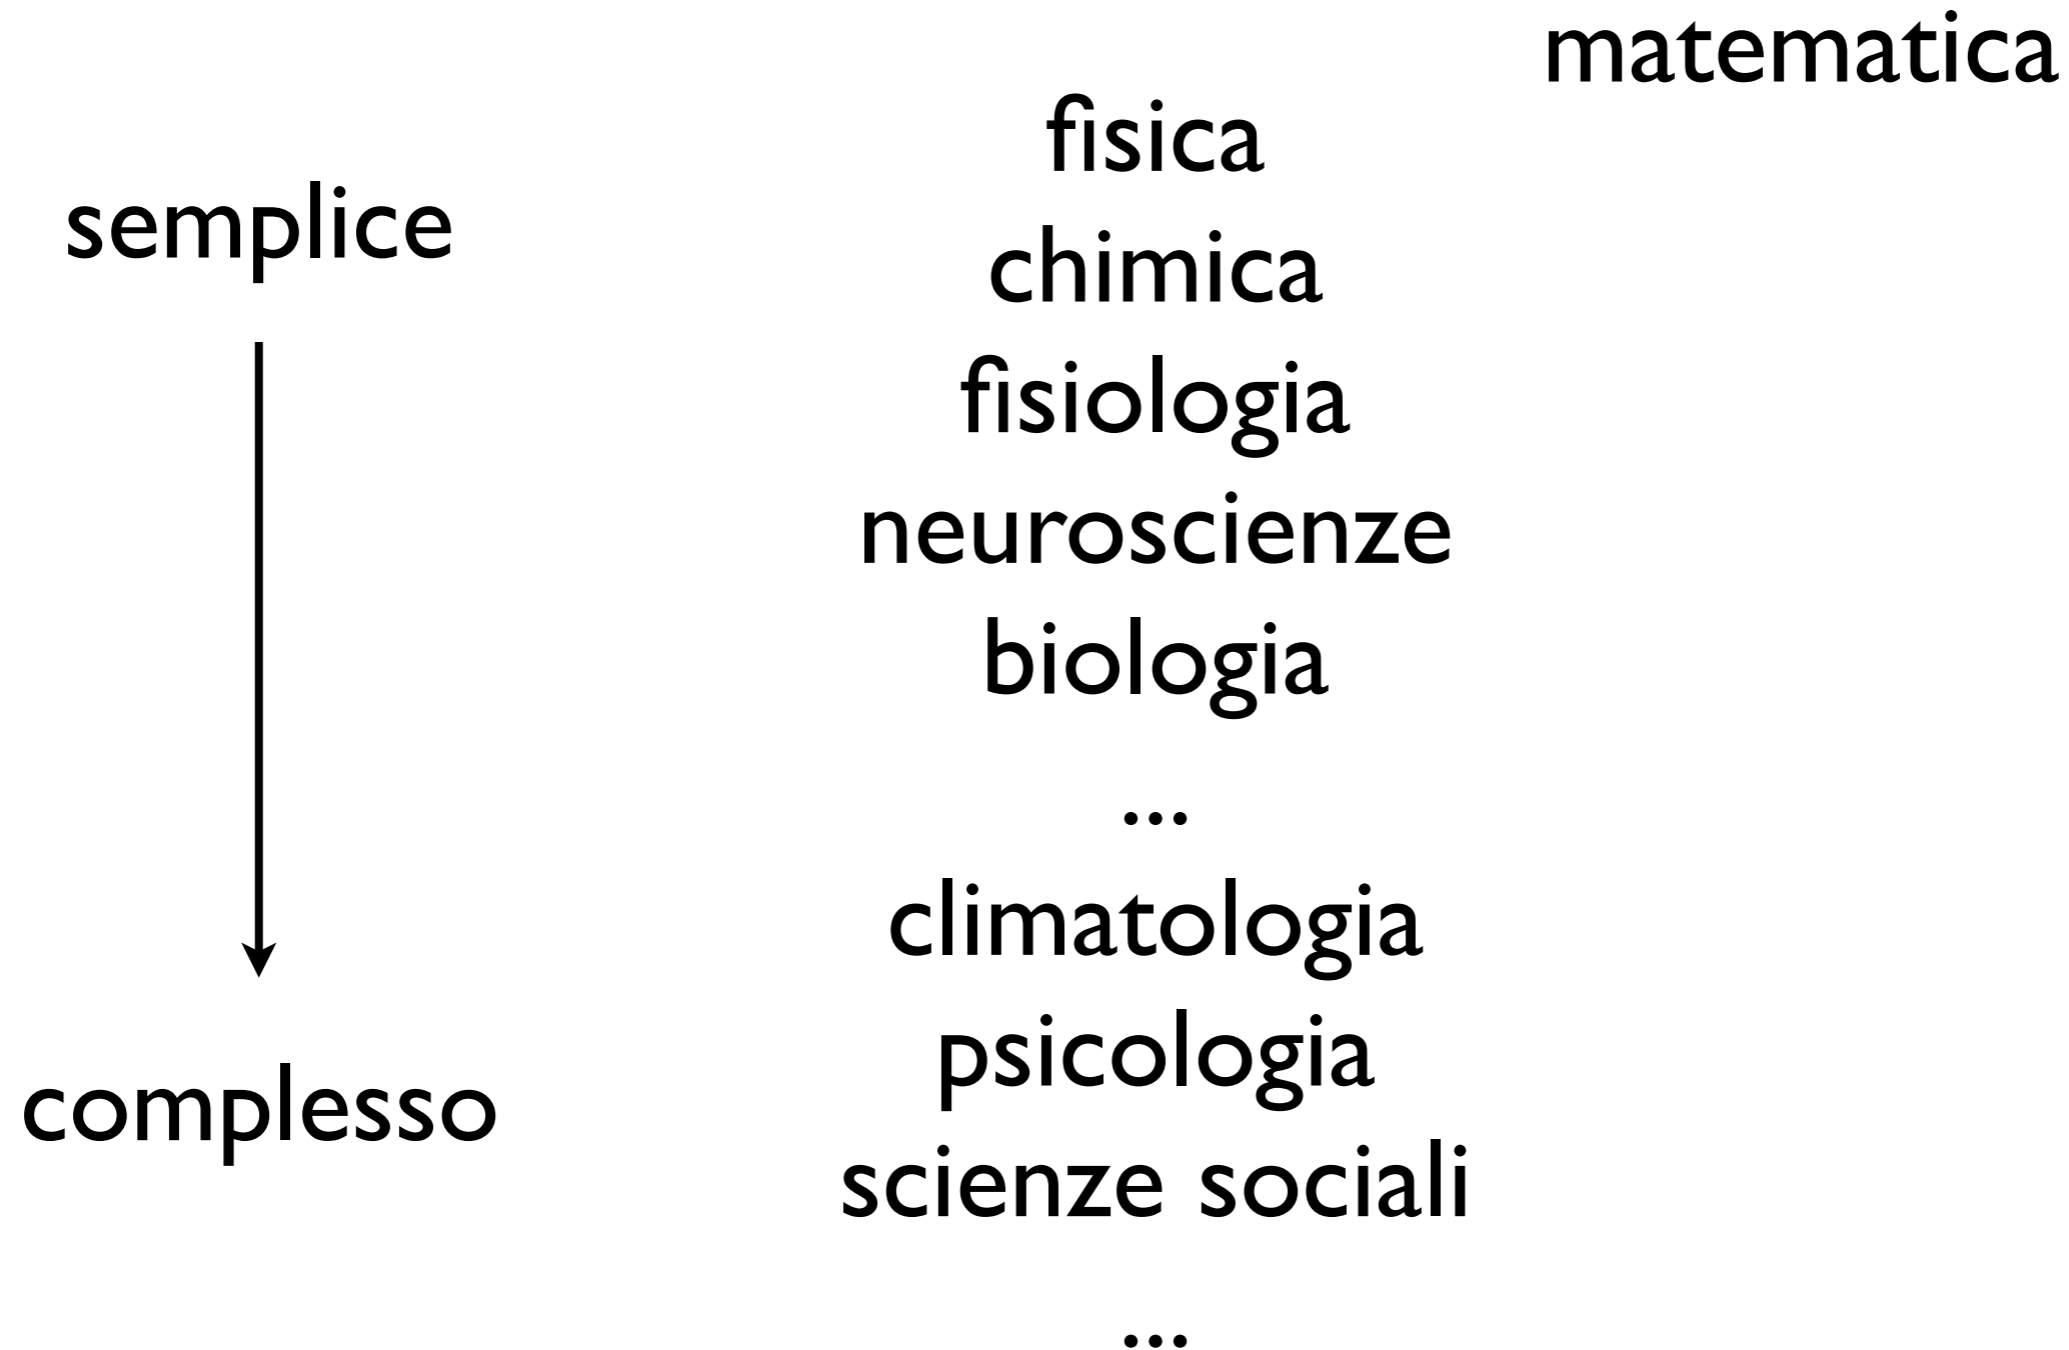 matematica
fisica
semplice
chimica
fisiologia
neuroscienze
biologia
...
climatologia
psicologia
complesso
scienze sociali
...